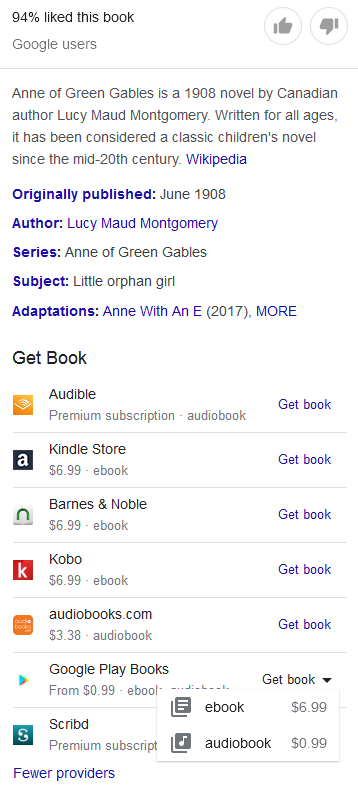 94% liked this book
Google users
Anne of Green Gables is a 1908 novel by Canadian
author Lucy Maud Montgomery. Written for all ages,
it has been considered a classic children's novel
since the mid-20th century. Wikipedia
Originally published: June 1908
Author: Lucy Maud Montgomery
Series: Anne of Green Gables
Subject: Little orphan girl
Adaptations: Anne With An E (2017), MORE
Get Book
Audible
Premium subscription · audiobook
Get book
Kindle Store
$6.99 · ebook
Get book
Barnes & Noble
$6.99 · ebook
Get book
Kobo
$6.99 · ebook
Get book
audiobooks.com
$3.38 · audiobook
Get book
Google Play Books
From $0.99 · ebook
Get book
ebook $6.99
audiobook $0.99
Scribd
Premium
Fewer providers